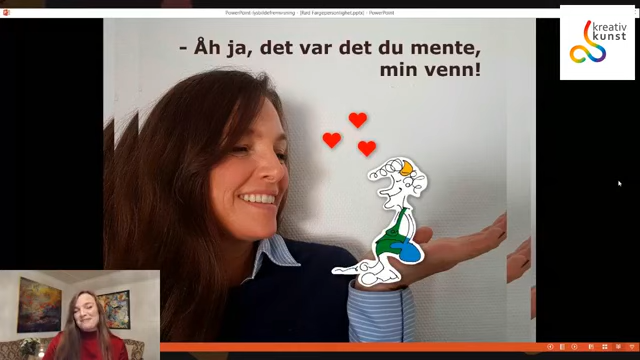 - Åh ja, det var det du mente,
min venn!
kreativ
kunst